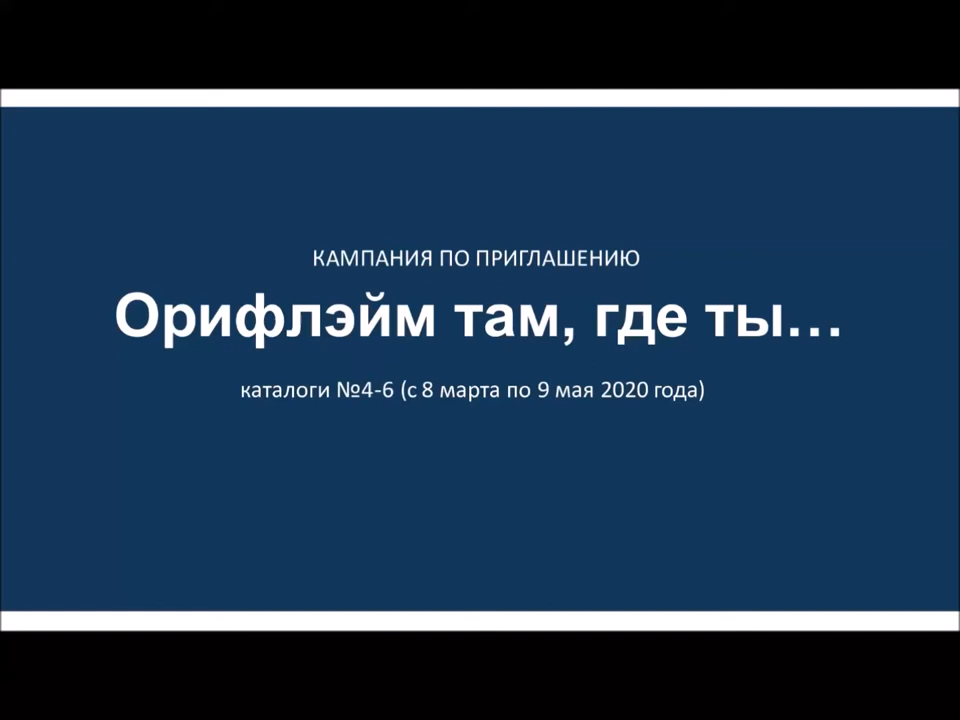 КАМПАНИЯ ПО ПРИГЛАШЕНИЮ
Орифлэйм там, где ты...
каталоги №4-6 (с 8 марта по 9 мая 2020 года)